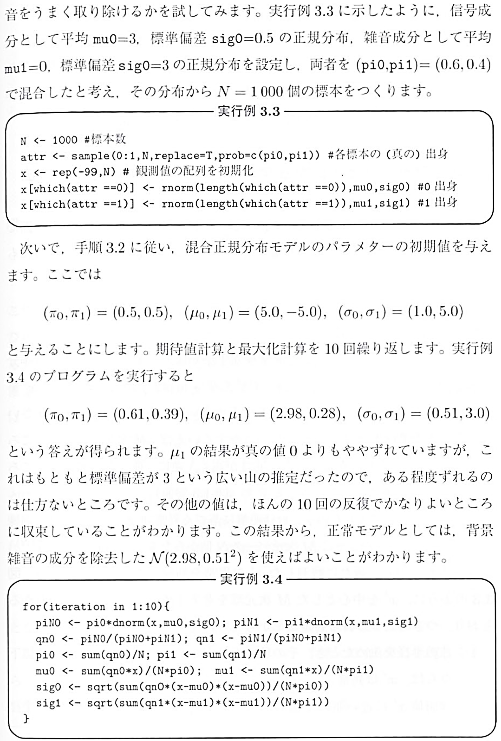 音をうまく取り除けるかを試してみます。実行例 3.3 に示したように，信号成
分として平均 mu0=3，標準偏差 sig0=0.5 の正規分布，雑音成分として平均
mu1=0，標準偏差 sig0=3 の正規分布を設定し，両者を (pi0,pi1)= (0.6,0.4)
で混合したと考え，その分布から N = 1 000 個の標本をつくります。
実行例 3.3
N <- 1000 #標本数
attr <- sample(0:1,N,replace=T,prob=c(pi0,pi1)) #各標本の (真の) 出身
x <- rep(-99,N) # 観測値の配列を初期化
x[which(attr ==0)] <- rnorm(length(which(attr ==0)),mu0,sig0) #0 出身
x[which(attr ==1)] <- rnorm(length(which(attr ==1)),mu1,sig1) #1 出身
次いで，手順 3.2 に従い，混合正規分布モデルのパラメターの初期値を与え
ます。ここでは
(π₀, π₁) = (0.5, 0.5), (μ₀, μ₁) = (5.0, −5.0), (σ₀, σ₁) = (1.0, 5.0)
と与えることにします。期待値計算と最大化計算を 10 回繰り返します。実行例
3.4 のプログラムを実行すると
(π₀, π₁) = (0.61, 0.39), (μ₀, μ₁) = (2.98, 0.28), (σ₀, σ₁) = (0.51, 3.0)
という答えが得られます。μ₁ の結果が真の値 0 よりもややずれていますが，こ
れはもともと標準偏差が 3 という広い山の推定だったので，ある程度ずれるの
は仕方ないところです。その他の値は，ほんの 10 回の反復でかなりよいところ
に収束していることがわかります。この結果から，正常モデルとしては，背景
雑音の成分を除去した N(2.98, 0.51²) を使えばよいことがわかります。
実行例 3.4
for(iteration in 1:10){
piN0 <- pi0*dnorm(x,mu0,sig0); piN1 <- pi1*dnorm(x,mu1,sig1)
qn0 <- piN0/(piN0+piN1); qn1 <- piN1/(piN0+piN1)
pi0 <- sum(qn0)/N; pi1 <- sum(qn1)/N
mu0 <- sum(qn0*x)/(N*pi0); mu1 <- sum(qn1*x)/(N*pi1)
sig0 <- sqrt(sum(qn0*(x-mu0)*(x-mu0))/(N*pi0))
sig1 <- sqrt(sum(qn1*(x-mu1)*(x-mu1))/(N*pi1))
}